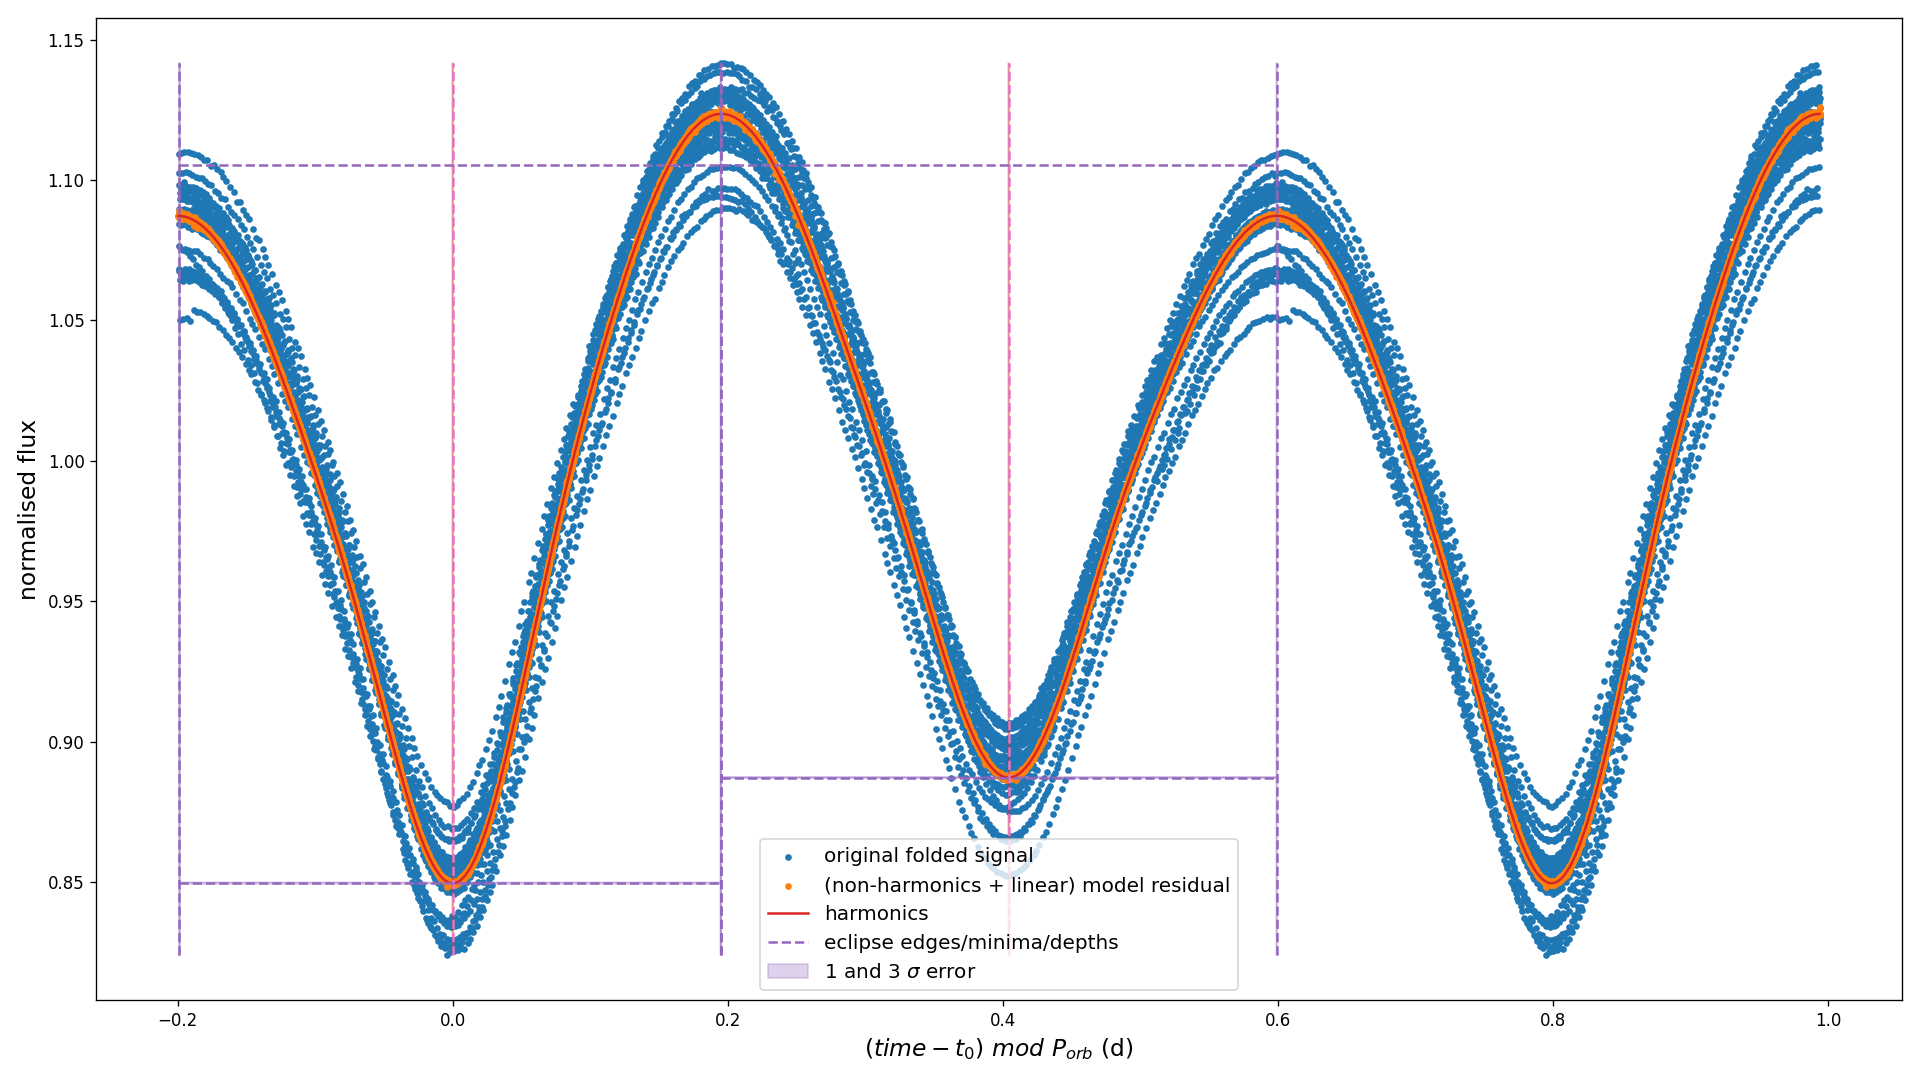 normalised flux
1.15
1.10
1.05
1.00
0.95
0.90
0.85
original folded signal
(non-harmonics + linear) model residual
harmonics
eclipse edges/minima/depths
1 and 3 σ error
−0.2 0.0 0.2 0.4 0.6 0.8 1.0
(time − t₀) mod Pₒᵣb (d)